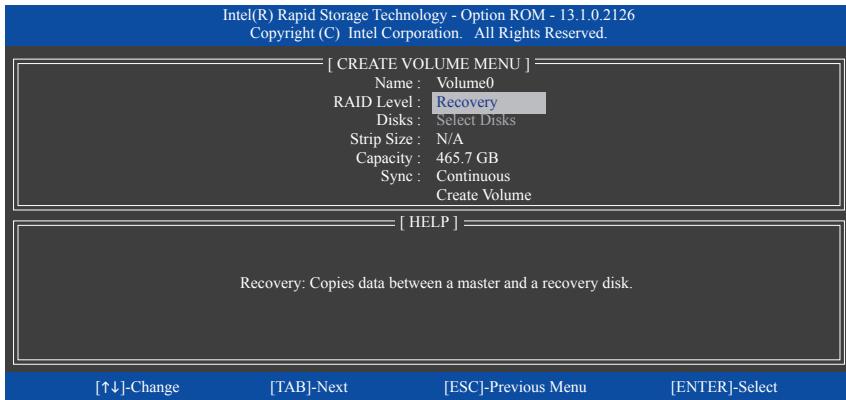 Intel(R) Rapid Storage Technology - Option ROM - 13.1.0.2126
Copyright (C) Intel Corporation. All Rights Reserved.
[ CREATE VOLUME MENU ]
Name : Volume0
RAID Level : Recovery
Disks : Select Disks
Strip Size : N/A
Capacity : 465.7 GB
Sync : Continuous
Create Volume
[ HELP ]
Recovery: Copies data between a master and a recovery disk.
[↑↓]-Change [TAB]-Next [ESC]-Previous Menu [ENTER]-Select